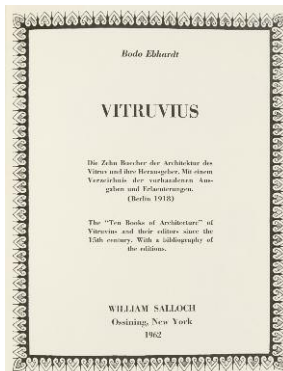 Bodo Ebhardt
VITRUVIUS
Die Zehn Buecher der Architektur des
Vitruv und ihre Herausgeber. Mit einem
Verzeichnis der vorhandenen Aus-
gaben und Erlaeuterungen.
(Berlin 1918)
The "Ten Books of Architecture" of
Vitruvius and their editors since the
15th century. With a bibliography of
the editions.
WILLIAM SALLOCH
Ossining, New York
1962